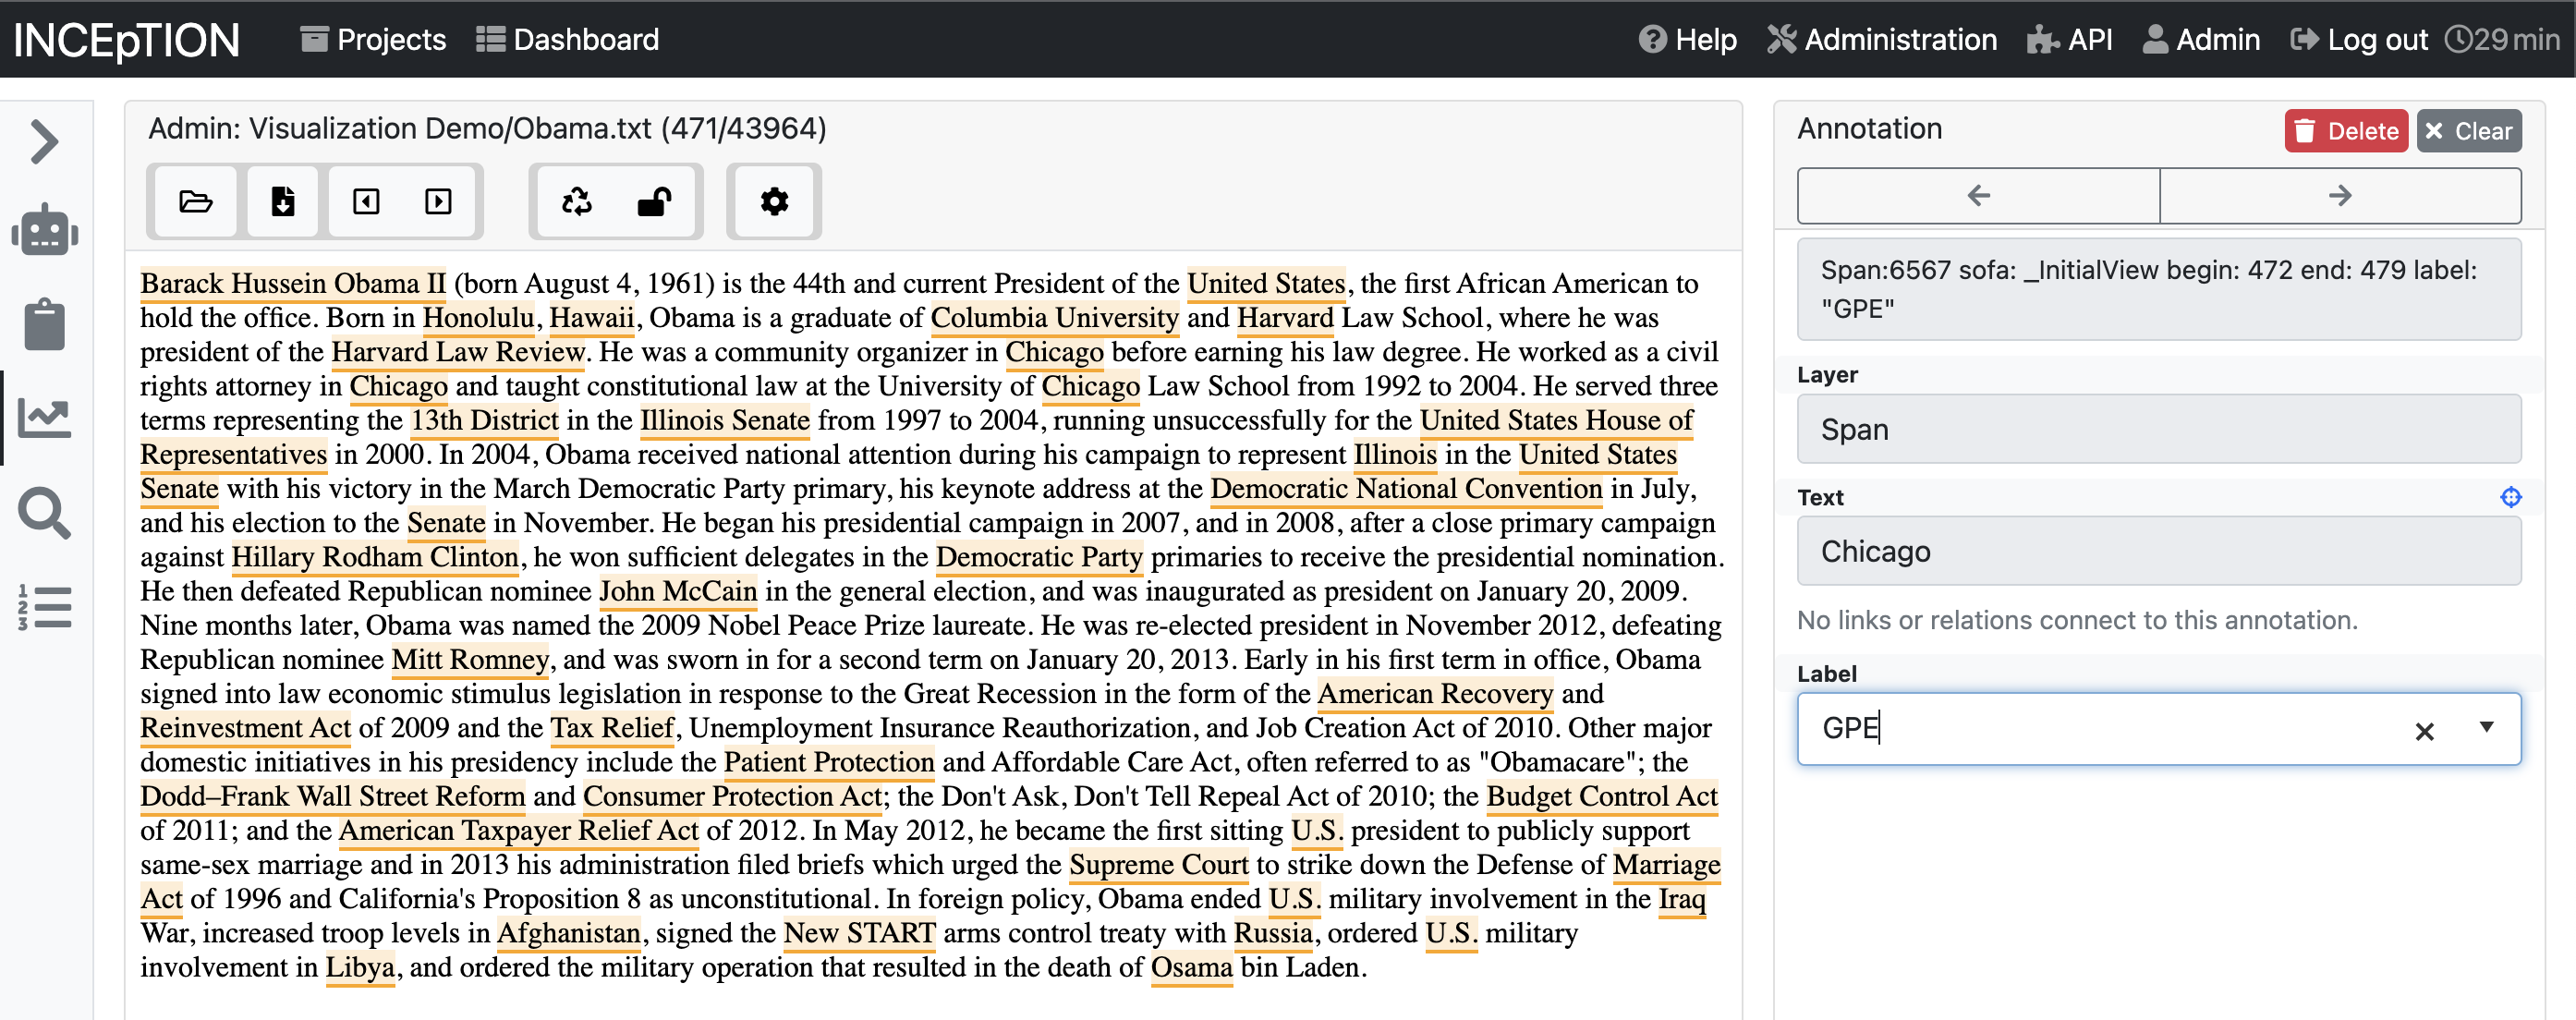 INCEpTION Projects Dashboard Help Administration API Admin Log out 29 min
Admin: Visualization Demo/Obama.txt (471/43964)
Barack Hussein Obama II (born August 4, 1961) is the 44th and current President of the United States, the first African American to
hold the office. Born in Honolulu, Hawaii, Obama is a graduate of Columbia University and Harvard Law School, where he was
president of the Harvard Law Review. He was a community organizer in Chicago before earning his law degree. He worked as a civil
rights attorney in Chicago and taught constitutional law at the University of Chicago Law School from 1992 to 2004. He served three
terms representing the 13th District in the Illinois Senate from 1997 to 2004, running unsuccessfully for the United States House of
Representatives in 2000. In 2004, Obama received national attention during his campaign to represent Illinois in the United States
Senate with his victory in the March Democratic Party primary, his keynote address at the Democratic National Convention in July,
and his election to the Senate in November. He began his presidential campaign in 2007, and in 2008, after a close primary campaign
against Hillary Rodham Clinton, he won sufficient delegates in the Democratic Party primaries to receive the presidential nomination.
He then defeated Republican nominee John McCain in the general election, and was inaugurated as president on January 20, 2009.
Nine months later, Obama was named the 2009 Nobel Peace Prize laureate. He was re-elected president in November 2012, defeating
Republican nominee Mitt Romney, and was sworn in for a second term on January 20, 2013. Early in his first term in office, Obama
signed into law economic stimulus legislation in response to the Great Recession in the form of the American Recovery and
Reinvestment Act of 2009 and the Tax Relief, Unemployment Insurance Reauthorization, and Job Creation Act of 2010. Other major
domestic initiatives in his presidency include the Patient Protection and Affordable Care Act, often referred to as "Obamacare"; the
Dodd–Frank Wall Street Reform and Consumer Protection Act; the Don't Ask, Don't Tell Repeal Act of 2010; the Budget Control Act
of 2011; and the American Taxpayer Relief Act of 2012. In May 2012, he became the first sitting U.S. president to publicly support
same-sex marriage and in 2013 his administration filed briefs which urged the Supreme Court to strike down the Defense of Marriage
Act of 1996 and California's Proposition 8 as unconstitutional. In foreign policy, Obama ended U.S. military involvement in the Iraq
War, increased troop levels in Afghanistan, signed the New START arms control treaty with Russia, ordered U.S. military
involvement in Libya, and ordered the military operation that resulted in the death of Osama bin Laden.
Annotation Delete Clear
Span:6567 sofa: _InitialView begin: 472 end: 479 label:
"GPE"
Layer
Span
Text
Chicago
No links or relations connect to this annotation.
Label
GPE